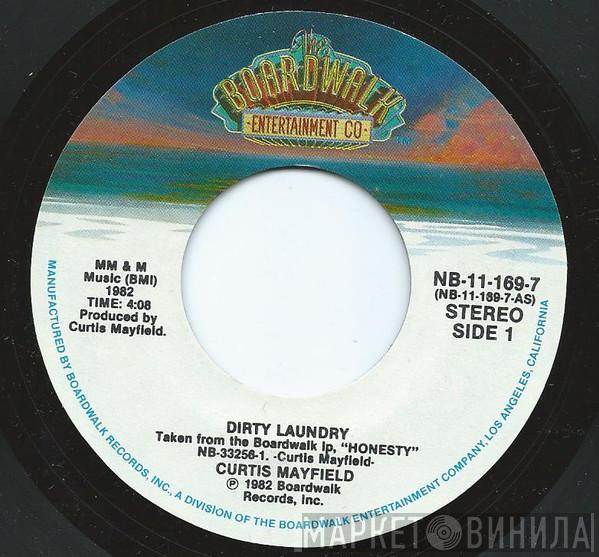 The
BOARDWALK
·ENTERTAINMENT CO·
TM
MM & M
Music (BMI)
1982
TIME: 4:08
Produced by
Curtis Mayfield.
NB-11-169-7
(NB-11-169-7-AS)
STEREO
SIDE 1
DIRTY LAUNDRY
Taken from the Boardwalk lp, "HONESTY"
NB-33256-1. -Curtis Mayfield-
CURTIS MAYFIELD
℗ 1982 Boardwalk
Records, Inc.
MANUFACTURED BY BOARDWALK RECORDS, INC. A DIVISION OF THE BOARDWALK ENTERTAINMENT COMPANY, LOS ANGELES, CALIFORNIA
МАРКЕТ ВИНИЛА